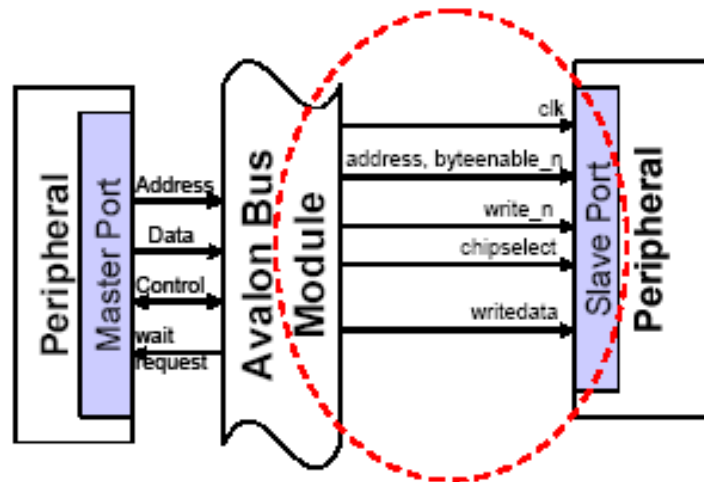 Peripheral
Master Port
Address
Data
Control
wait
request
Avalon Bus
Module
clk
address, byteenable_n
write_n
chipselect
writedata
Slave Port
Peripheral